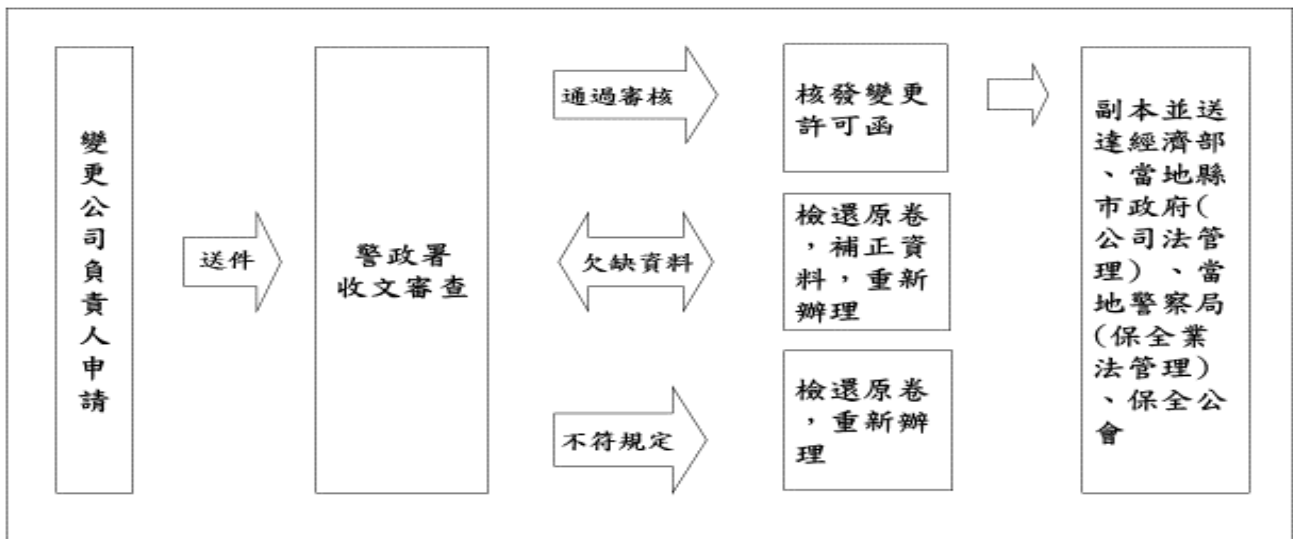 變更公司負責人申請
送件
警政署
收文審查
通過審核
核發變更
許可函
欠缺資料
檢還原卷
，補正資
料，重新
辦理
不符規定
檢還原卷
，重新辦
理
副本並送
達經濟部
、當地縣
市政府(
公司法管
理)、當
地警察局
(保全業
法管理)
、保全公
會